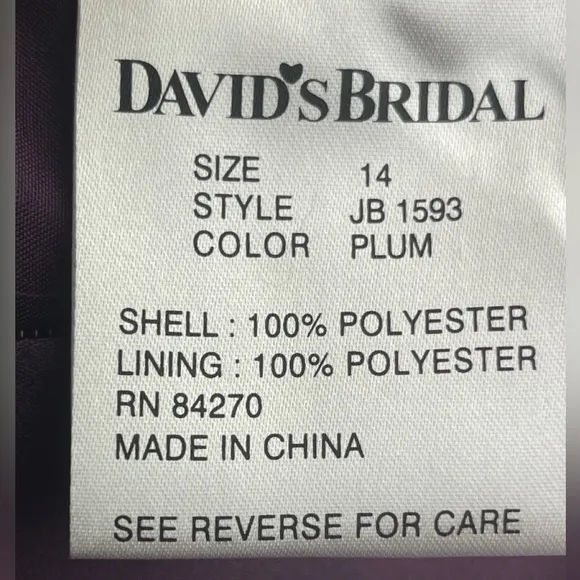 DAVID'S BRIDAL
SIZE 14
STYLE JB 1593
COLOR PLUM
SHELL : 100% POLYESTER
LINING : 100% POLYESTER
RN 84270
MADE IN CHINA
SEE REVERSE FOR CARE